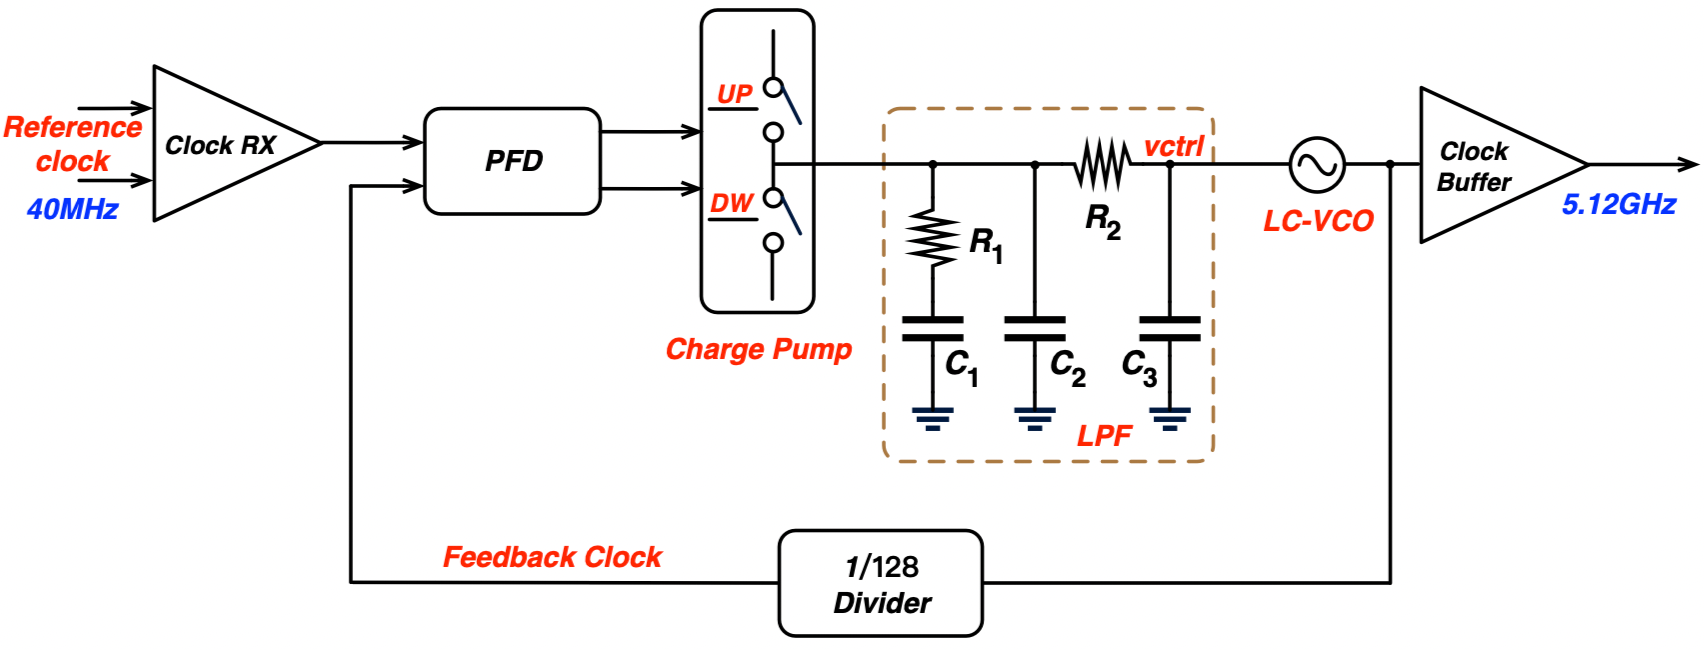 Reference
clock
40MHz
Clock RX
PFD
UP
DW
Charge Pump
R1
C1
C2
R2
C3
vctrl
LPF
LC-VCO
Clock
Buffer
5.12GHz
Feedback Clock
1/128
Divider